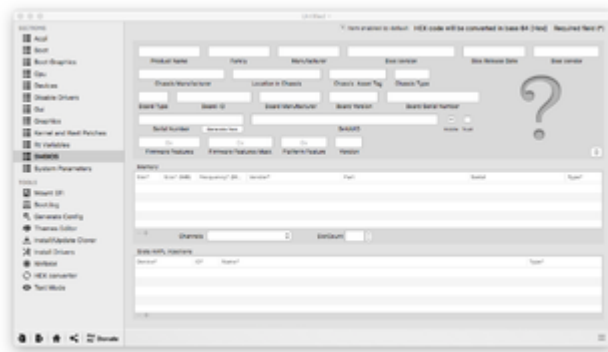 Untitled
SECTIONS
*: Item enabled by default HEX code will be converted in base 64 [Hex] Required field (*)
Acpi
Boot
Boot Graphics
Cpu
Devices
Disable Drivers
Gui
Graphics
Kernel and Kext Patches
Rt Variables
SMBIOS
System Parameters
TOOLS
Mount EFI
Boot.log
Generate Config
Themes Editor
Install/Update Clover
Install Drivers
HEX converter
Text Mode
Donate
Product Name Family Manufacturer Bios Version Bios Release Date Bios Vendor
Chassis Manufacturer Location in Chassis Chassis Asset Tag Chassis Type
Board Type Board-ID Board Manufacturer Board Version Board Serial Number
Serial Number Generate New SmUUID Mobile Trust
Firmware Features Firmware Features Mask Platform Feature Version
Memory
Slot* Size* (MB) Frequency* (M... Vendor* Part Serial Type*
Channels SlotCount
Slots AAPL Injections
Device* ID* Name* Type*